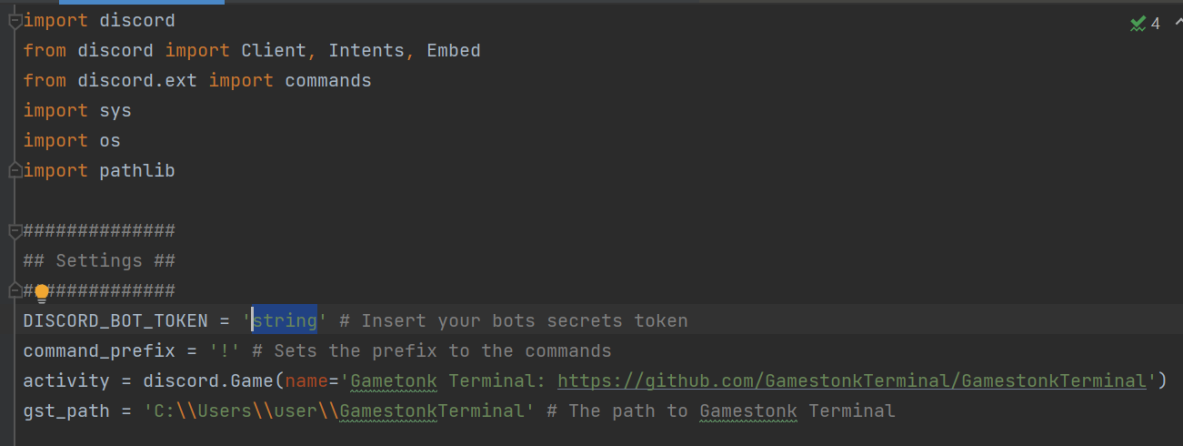 import discord
from discord import Client, Intents, Embed
from discord.ext import commands
import sys
import os
import pathlib
##############
## Settings ##
##############
DISCORD_BOT_TOKEN = 'string' # Insert your bots secrets token
command_prefix = '!' # Sets the prefix to the commands
activity = discord.Game(name='Gametonk Terminal: https://github.com/GamestonkTerminal/GamestonkTerminal')
gst_path = 'C:\\Users\\user\\GamestonkTerminal' # The path to Gamestonk Terminal
4